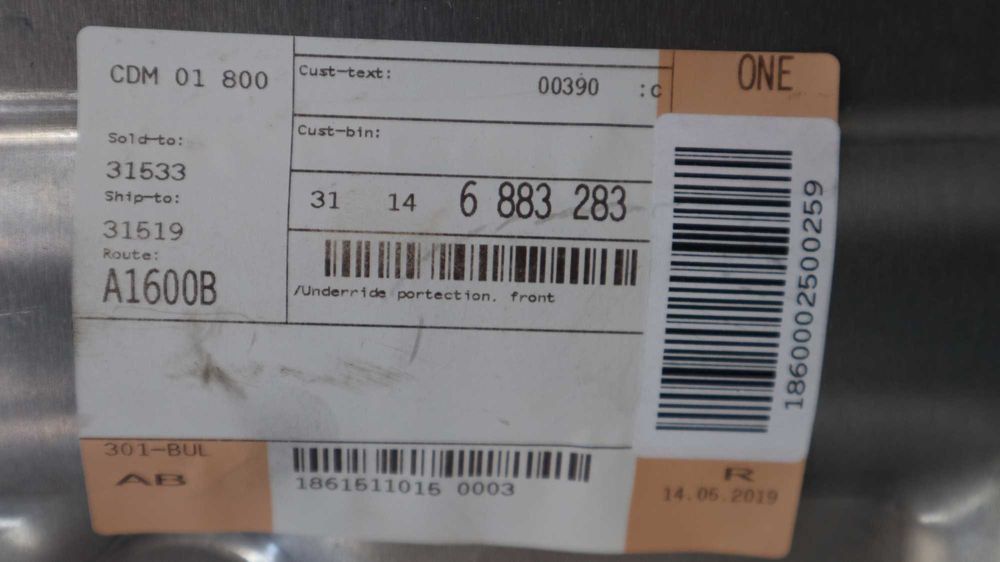 CDM 01 800
Cust-text:
00390 :c
ONE
Cust-bin:
Sold-to:
31533
Ship-to:
31519
Route:
A1600B
31 14 6 883 283
/Underride portection, front
1860002500259
301-BUL
AB
1861511015 0003
R
14.06.2019